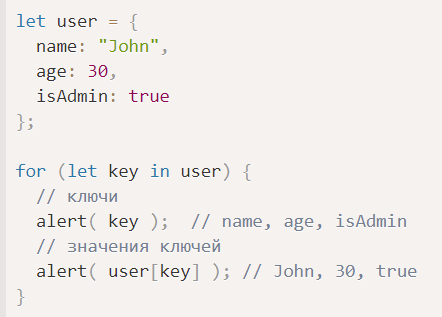 let user = {
  name: "John",
  age: 30,
  isAdmin: true
};

for (let key in user) {
  // ключи
  alert( key );  // name, age, isAdmin
  // значения ключей
  alert( user[key] ); // John, 30, true
}